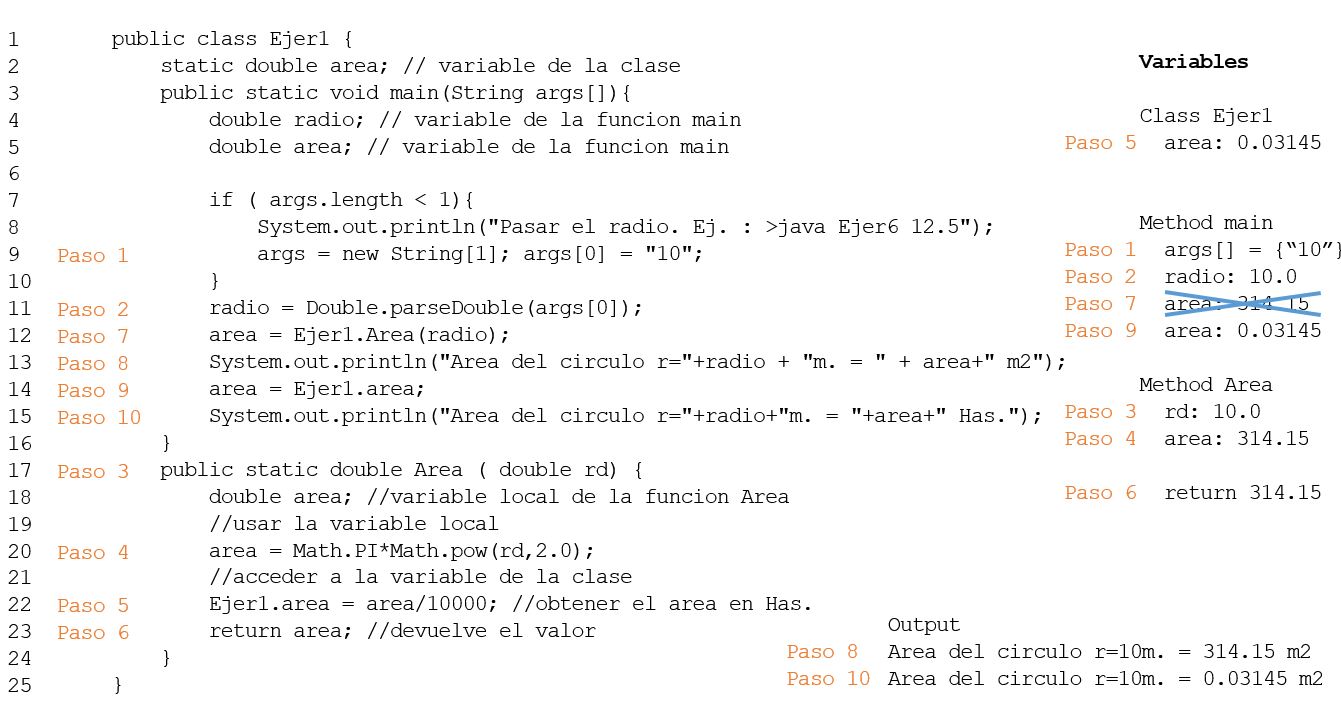 1 public class Ejer1 {
2 static double area; // variable de la clase
3 public static void main(String args[]){
4 double radio; // variable de la funcion main
5 double area; // variable de la funcion main
6
7 if ( args.length < 1){
8 System.out.println("Pasar el radio. Ej. : >java Ejer6 12.5");
9 Paso 1 args = new String[1]; args[0] = "10";
10 }
11 Paso 2 radio = Double.parseDouble(args[0]);
12 Paso 7 area = Ejer1.Area(radio);
13 Paso 8 System.out.println("Area del circulo r="+radio + "m. = " + area+" m2");
14 Paso 9 area = Ejer1.area;
15 Paso 10 System.out.println("Area del circulo r="+radio+"m. = "+area+" Has.");
16 }
17 Paso 3 public static double Area ( double rd) {
18 double area; //variable local de la funcion Area
19 //usar la variable local
20 Paso 4 area = Math.PI*Math.pow(rd,2.0);
21 //acceder a la variable de la clase
22 Paso 5 Ejer1.area = area/10000; //obtener el area en Has.
23 Paso 6 return area; //devuelve el valor
24 }
25 }
Variables
Class Ejer1
Paso 5 area: 0.03145
Method main
Paso 1 args[] = {“10”}
Paso 2 radio: 10.0
Paso 7 area: 314.15
Paso 9 area: 0.03145
Method Area
Paso 3 rd: 10.0
Paso 4 area: 314.15
Paso 6 return 314.15
Output
Paso 8 Area del circulo r=10m. = 314.15 m2
Paso 10 Area del circulo r=10m. = 0.03145 m2